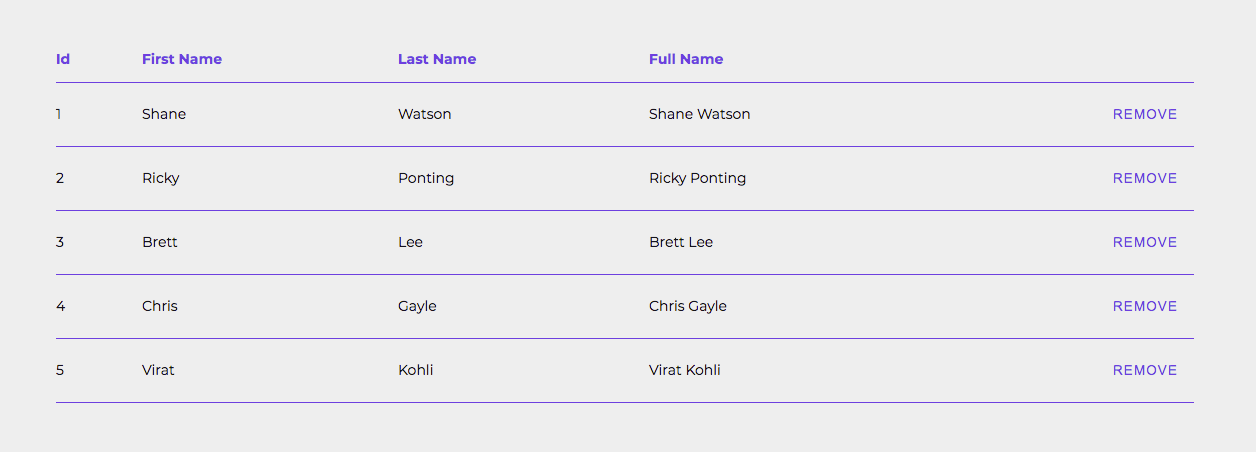 Id First Name Last Name Full Name
1 Shane Watson Shane Watson REMOVE
2 Ricky Ponting Ricky Ponting REMOVE
3 Brett Lee Brett Lee REMOVE
4 Chris Gayle Chris Gayle REMOVE
5 Virat Kohli Virat Kohli REMOVE